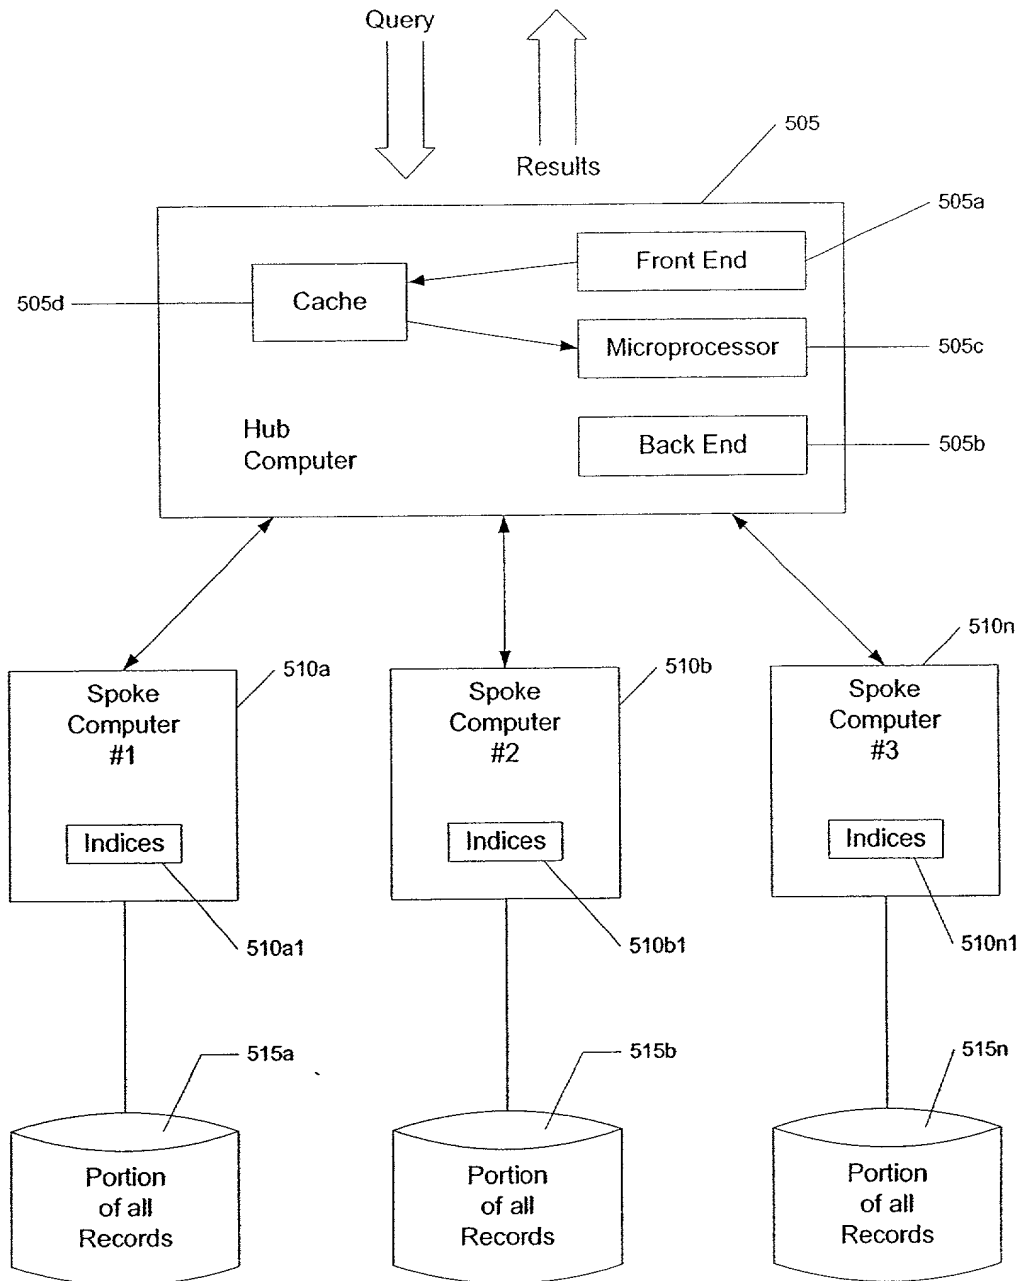 Query
Results
505
505a
Front End
505d
Cache
Microprocessor
505c
Hub
Computer
Back End
505b
510a
510b
510n
Spoke
Computer
#1
Spoke
Computer
#2
Spoke
Computer
#3
Indices
Indices
Indices
510a1
510b1
510n1
515a
515b
515n
Portion
of all
Records
Portion
of all
Records
Portion
of all
Records